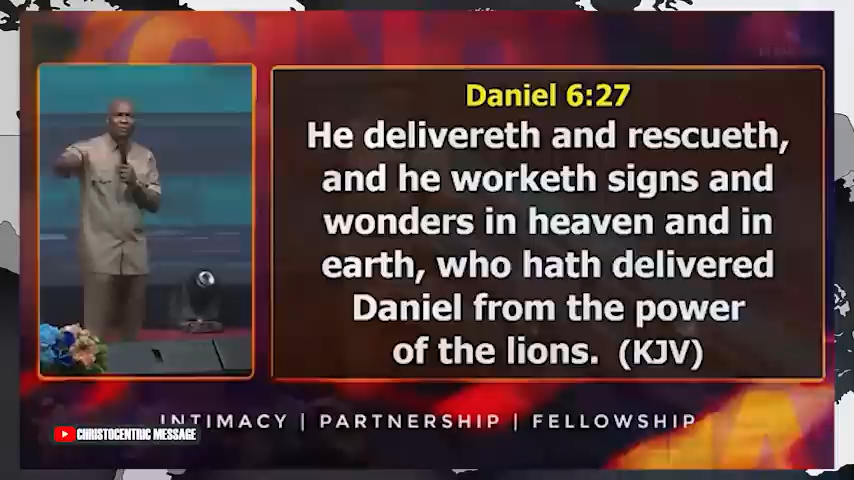 Daniel 6:27
He delivereth and rescueth,
and he worketh signs and
wonders in heaven and in
earth, who hath delivered
Daniel from the power
of the lions. (KJV)
INTIMACY | PARTNERSHIP | FELLOWSHIP
CHRISTOCENTRIC MESSAGE